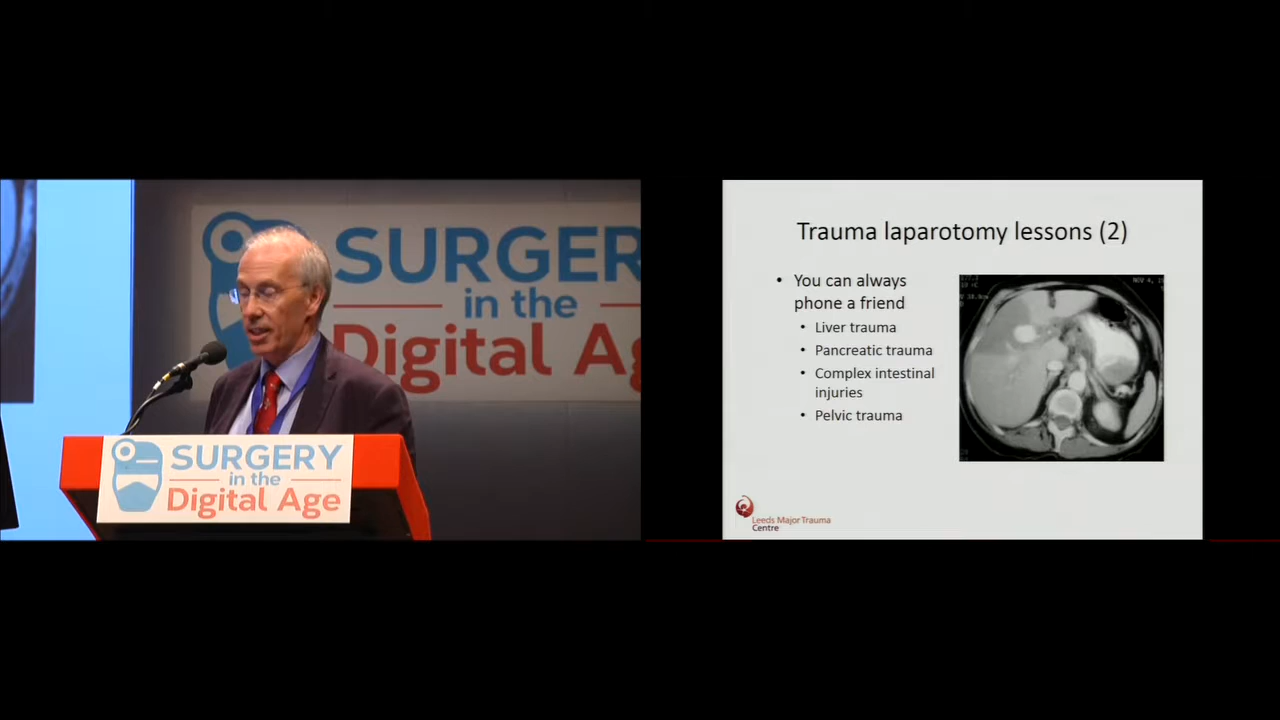 SURGER
in the
Digital A
SURGERY
in the
Digital Age
Trauma laparotomy lessons (2)
• You can always
phone a friend
• Liver trauma
• Pancreatic trauma
• Complex intestinal
injuries
• Pelvic trauma
NOV 4, 1
Leeds Major Trauma
Centre